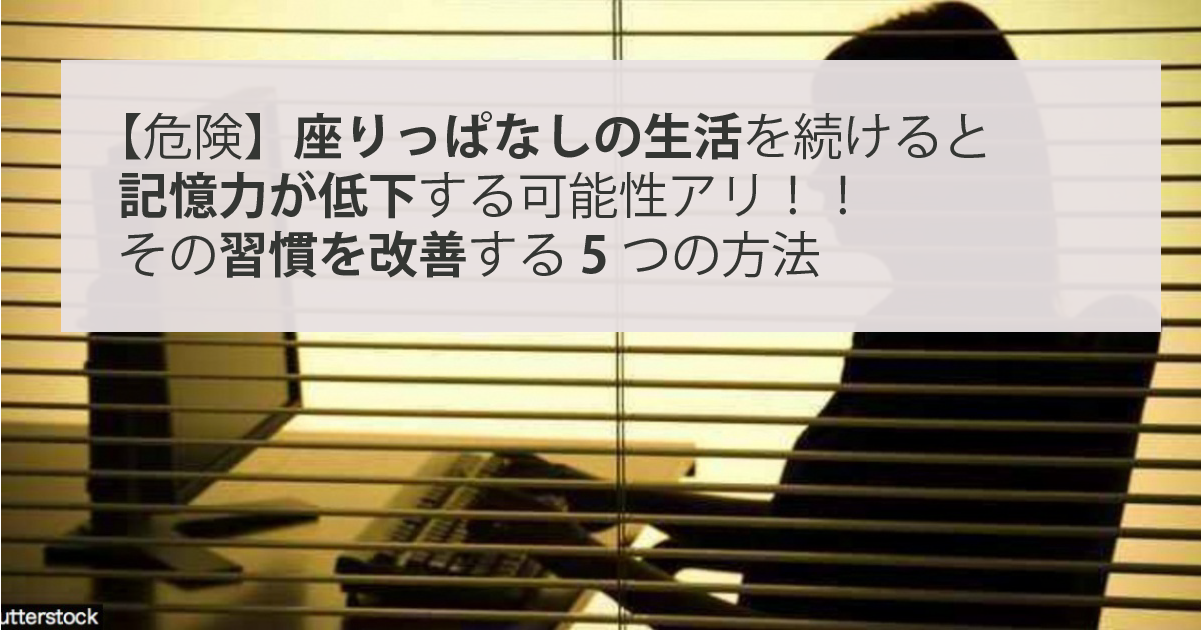 【危険】座りっぱなしの生活を続けると
記憶力が低下する可能性アリ！！
その習慣を改善する 5 つの方法
utterstock